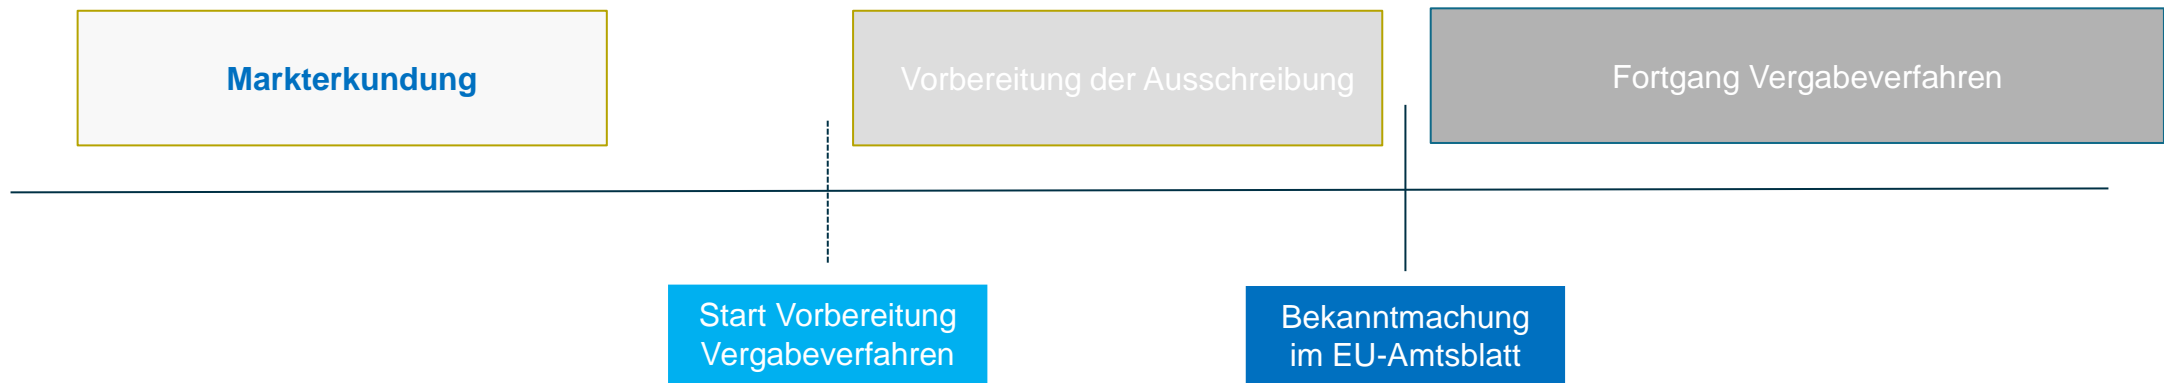 Markterkundung
Vorbereitung der Ausschreibung
Fortgang Vergabeverfahren
Start Vorbereitung
Vergabeverfahren
Bekanntmachung
im EU-Amtsblatt